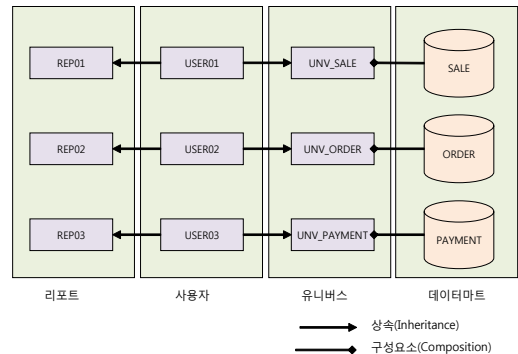 REP01 USER01 UNV_SALE SALE
REP02 USER02 UNV_ORDER ORDER
REP03 USER03 UNV_PAYMENT PAYMENT
리포트 사용자 유니버스 데이터마트
상속(Inheritance)
구성요소(Composition)